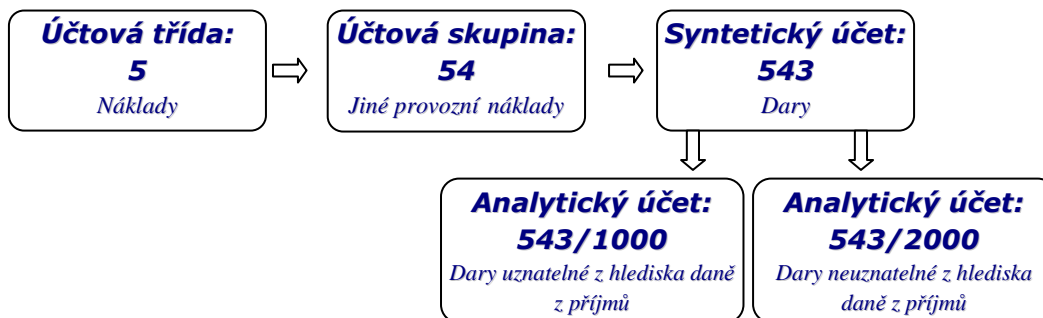 Účtová třída:
5
Náklady
Účtová skupina:
54
Jiné provozní náklady
Syntetický účet:
543
Dary
Analytický účet:
543/1000
Dary uznatelné z hlediska daně
z příjmů
Analytický účet:
543/2000
Dary neuznatelné z hlediska
daně z příjmů